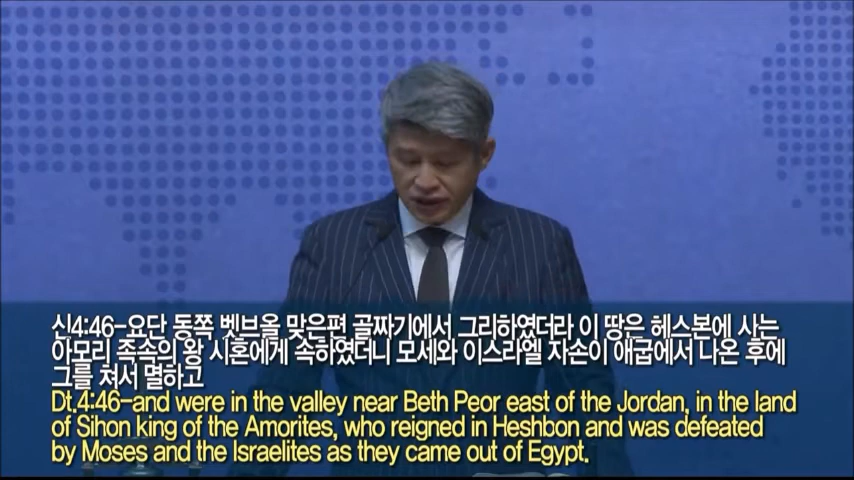 신4:46-요단 동쪽 벳브올 맞은편 골짜기에서 그리하였더라 이 땅은 헤스본에 사는
아모리 족속의 왕 시혼에게 속하였더니 모세와 이스라엘 자손이 애굽에서 나온 후에
그를 쳐서 멸하고
Dt.4:46-and were in the valley near Beth Peor east of the Jordan, in the land
of Sihon king of the Amorites, who reigned in Heshbon and was defeated
by Moses and the Israelites as they came out of Egypt.